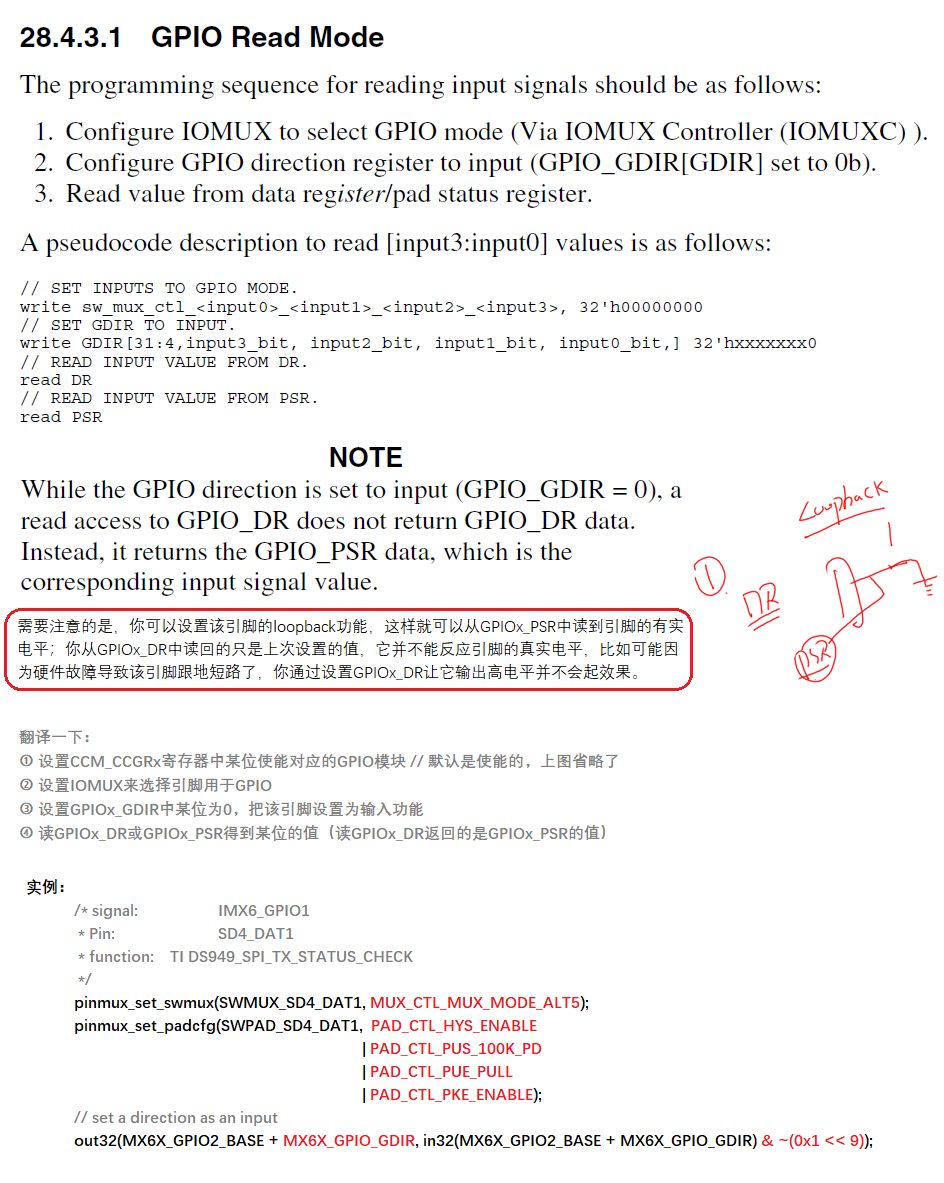 28.4.3.1 GPIO Read Mode
The programming sequence for reading input signals should be as follows:
1. Configure IOMUX to select GPIO mode (Via IOMUX Controller (IOMUXC) ).
2. Configure GPIO direction register to input (GPIO_GDIR[GDIR] set to 0b).
3. Read value from data register/pad status register.
A pseudocode description to read [input3:input0] values is as follows:
// SET INPUTS TO GPIO MODE.
write sw_mux_ctl_<input0>_<input1>_<input2>_<input3>, 32'h00000000
// SET GDIR TO INPUT.
write GDIR[31:4,input3_bit, input2_bit, input1_bit, input0_bit,] 32'hxxxxxxx0
// READ INPUT VALUE FROM DR.
read DR
// READ INPUT VALUE FROM PSR.
read PSR
NOTE
While the GPIO direction is set to input (GPIO_GDIR = 0), a
read access to GPIO_DR does not return GPIO_DR data.
Instead, it returns the GPIO_PSR data, which is the
corresponding input signal value.
Loopback
1
①
DR
PSR
需要注意的是，你可以设置该引脚的loopback功能，这样就可以从GPIOx_PSR中读到引脚的有实
电平；你从GPIOx_DR中读回的只是上次设置的值，它并不能反应引脚的真实电平，比如可能因
为硬件故障导致该引脚跟地短路了，你通过设置GPIOx_DR让它输出高电平并不会起效果。
翻译一下：
① 设置CCM_CCGRx寄存器中某位使能对应的GPIO模块 // 默认是使能的，上图省略了
② 设置IOMUX来选择引脚用于GPIO
③ 设置GPIOx_GDIR中某位为0，把该引脚设置为输入功能
④ 读GPIOx_DR或GPIOx_PSR得到某位的值（读GPIOx_DR返回的是GPIOx_PSR的值）
实例：
/* signal: IMX6_GPIO1
* Pin: SD4_DAT1
* function: TI DS949_SPI_TX_STATUS_CHECK
*/
pinmux_set_swmux(SWMUX_SD4_DAT1, MUX_CTL_MUX_MODE_ALT5);
pinmux_set_padcfg(SWPAD_SD4_DAT1, PAD_CTL_HYS_ENABLE
| PAD_CTL_PUS_100K_PD
| PAD_CTL_PUE_PULL
| PAD_CTL_PKE_ENABLE);
// set a direction as an input
out32(MX6X_GPIO2_BASE + MX6X_GPIO_GDIR, in32(MX6X_GPIO2_BASE + MX6X_GPIO_GDIR) & ~(0x1 << 9));